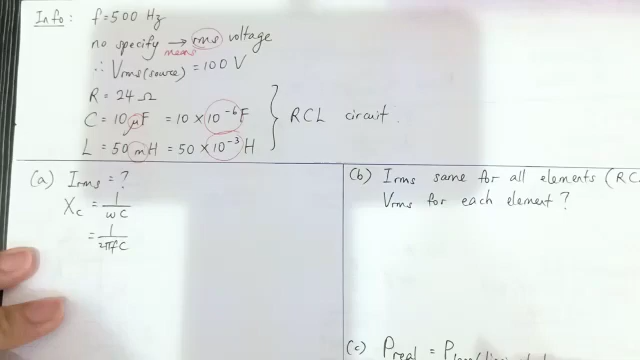 Info: f = 500 Hz
no specify → rms voltage
means
∴ Vrms(source) = 100 V
R = 24 Ω
C = 10 μF = 10 × 10⁻⁶ F
L = 50 mH = 50 × 10⁻³ H
RCL circuit.
(a) Irms = ?
Xc = 1/ωC
= 1/2πfC
(b) Irms same for all elements (RC
Vrms for each element ?
(c) Preal =